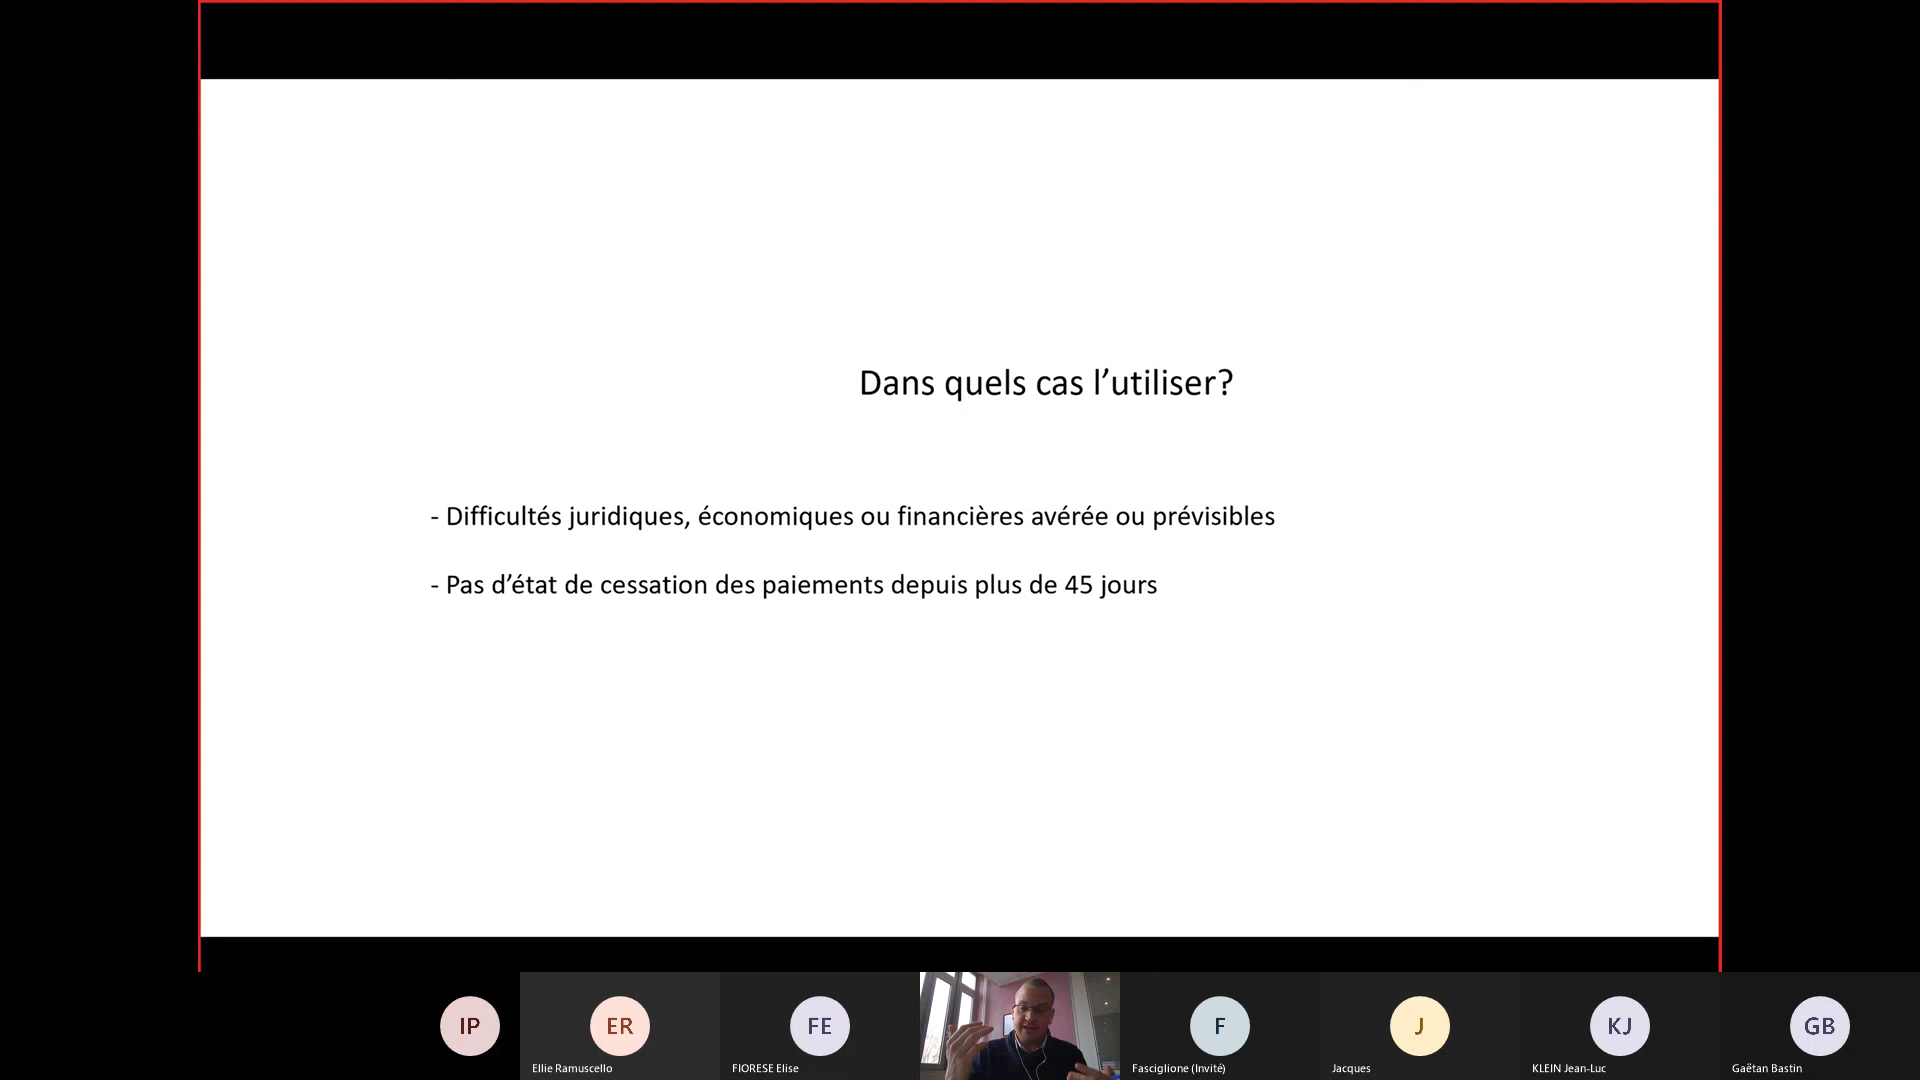 Dans quels cas l’utiliser?
- Difficultés juridiques, économiques ou financières avérée ou prévisibles
- Pas d’état de cessation des paiements depuis plus de 45 jours
IP
ER
FE
F
J
KJ
GB
Ellie Ramuscello
FIORESE Elise
Fasciglione (Invité)
Jacques
KLEIN Jean-Luc
Gaëtan Bastin